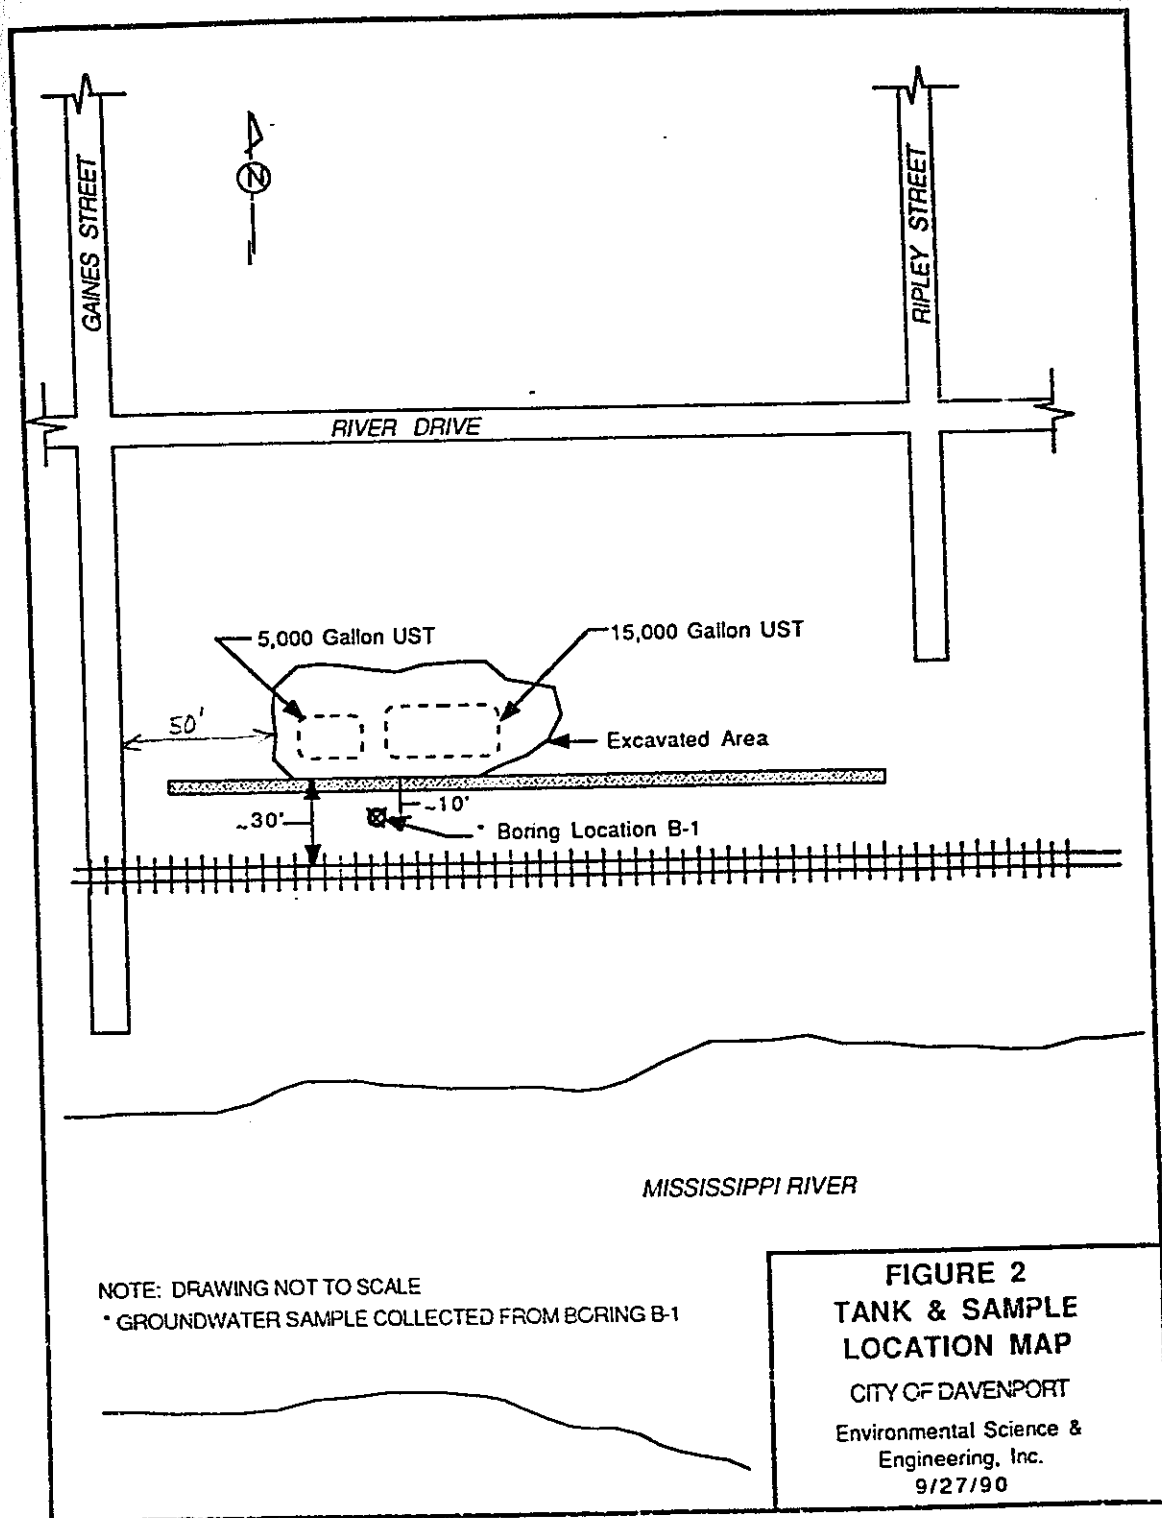 GAINES STREET
N
RIPLEY STREET
RIVER DRIVE
5,000 Gallon UST
15,000 Gallon UST
50'
Excavated Area
~10'
~30'
* Boring Location B-1
MISSISSIPPI RIVER
NOTE: DRAWING NOT TO SCALE
* GROUNDWATER SAMPLE COLLECTED FROM BORING B-1
FIGURE 2
TANK & SAMPLE
LOCATION MAP
CITY OF DAVENPORT
Environmental Science &
Engineering, Inc.
9/27/90